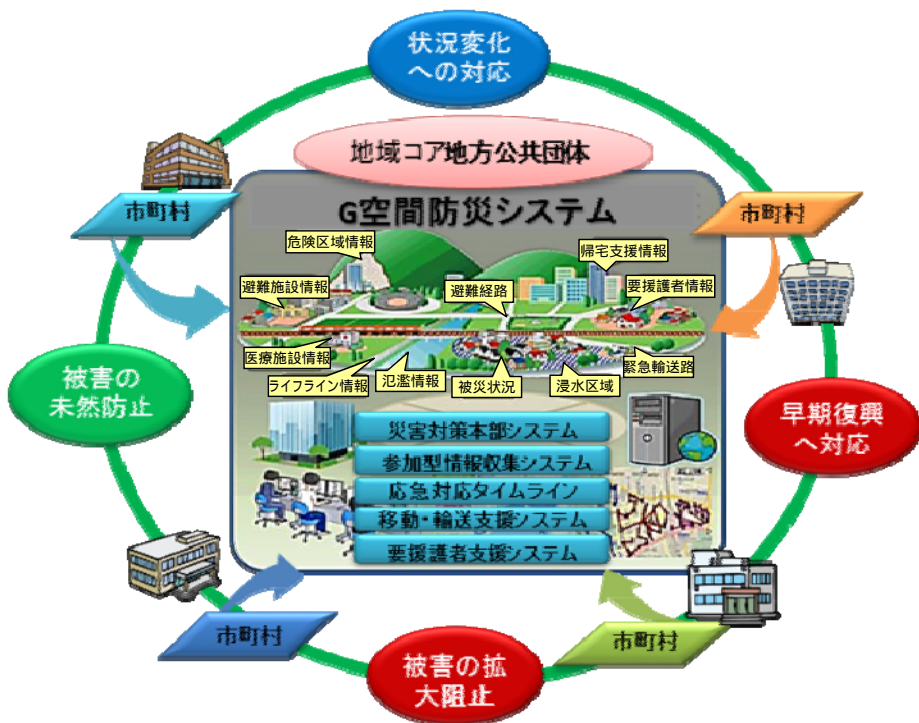 状況変化
への対応
地域コア地方公共団体
市町村
G空間防災システム
市町村
危険区域情報
帰宅支援情報
避難施設情報
避難経路
要援護者情報
医療施設情報
ライフライン情報
氾濫情報
被災状況
浸水区域
緊急輸送路
被害の
未然防止
早期復興
へ対応
災害対策本部システム
参加型情報収集システム
応急対応タイムライン
移動・輸送支援システム
要援護者支援システム
市町村
市町村
被害の拡
大阻止